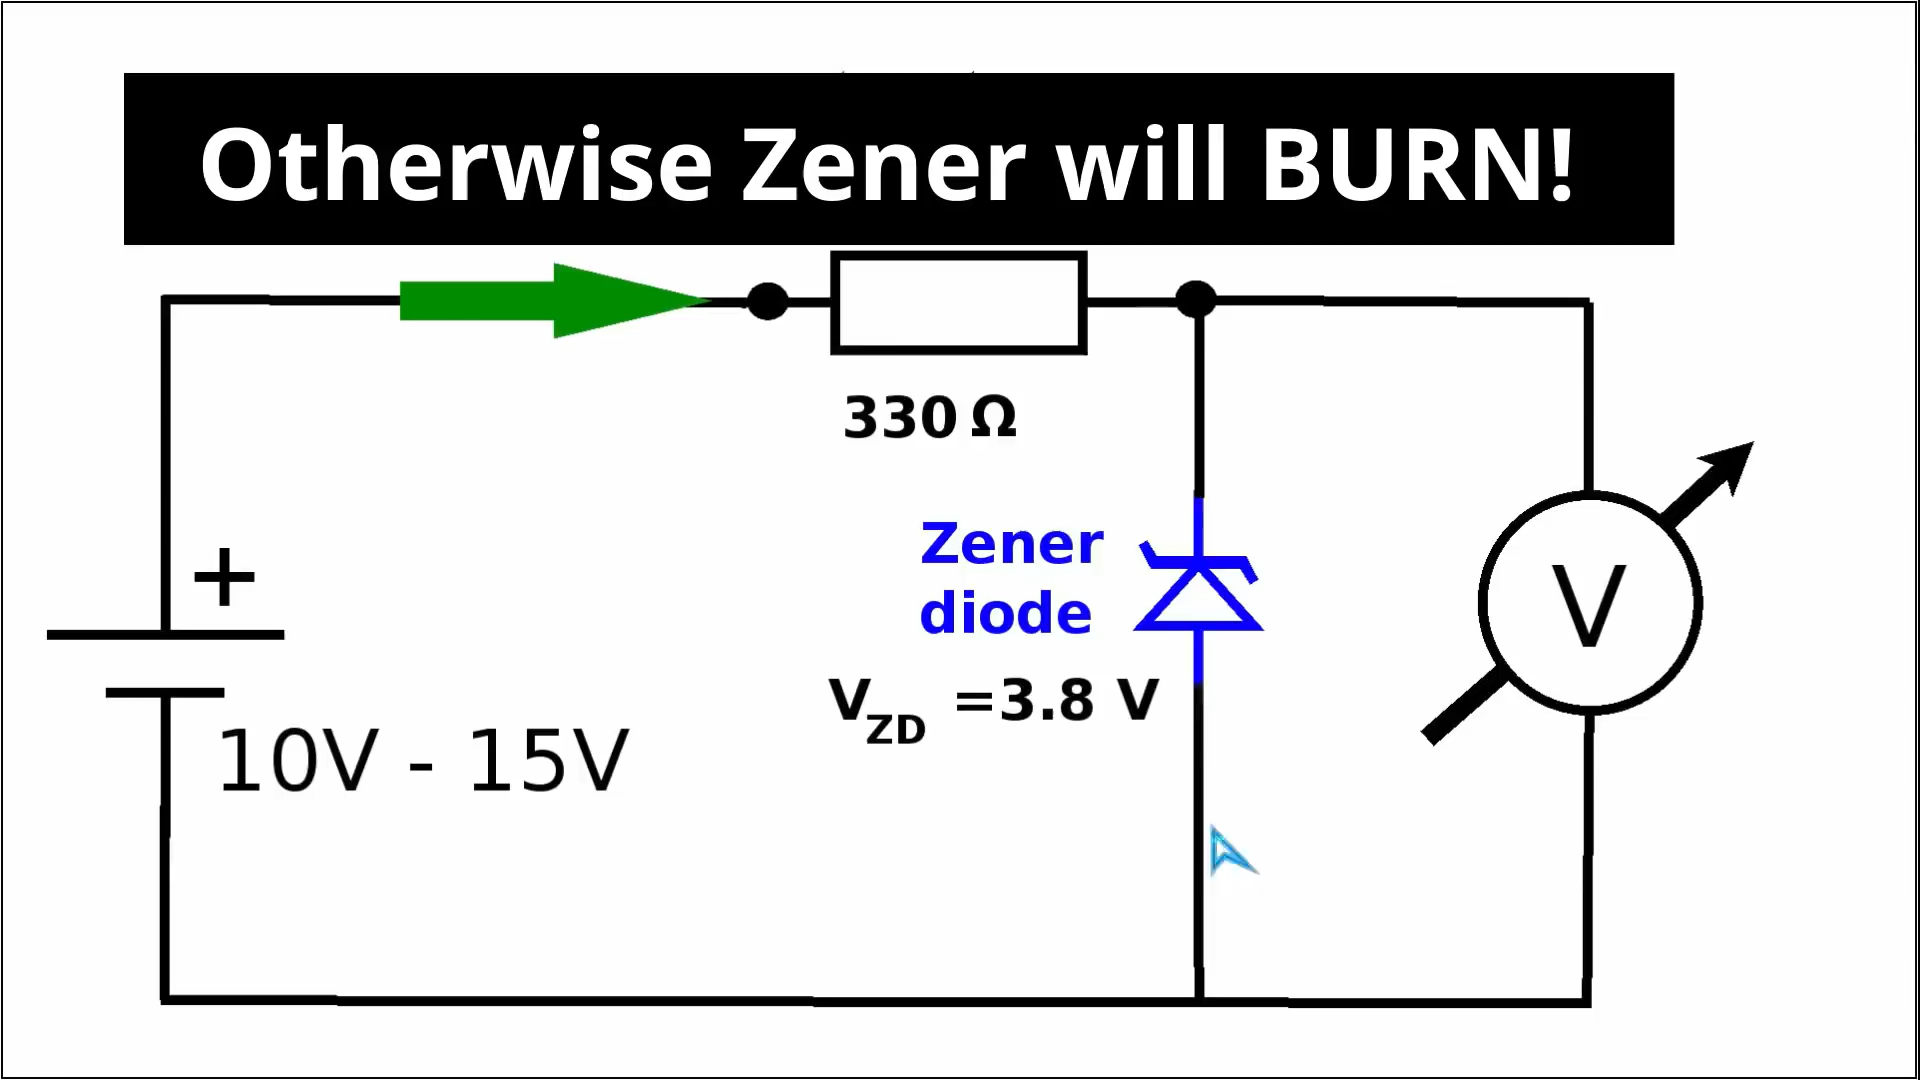 Otherwise Zener will BURN!
330 Ω
Zener
diode
V
+
VZD =3.8 V
10V - 15V